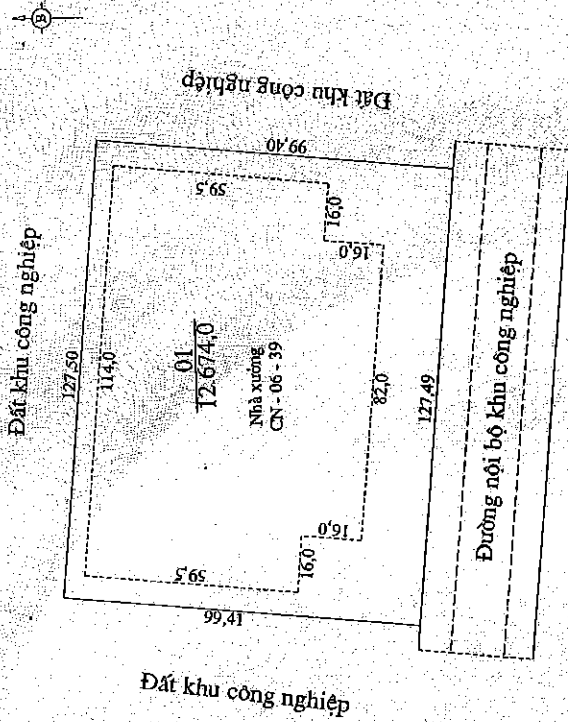 Đất khu công nghiệp
Đất khu công nghiệp
127,50
99,40
114,0
59,5
16,0
16,0
01
12.674,0
Nhà xưởng
CN - 06 - 39
82,0
127,49
16,0
16,0
59,5
99,41
Đường nội bộ khu công nghiệp
Đất khu công nghiệp